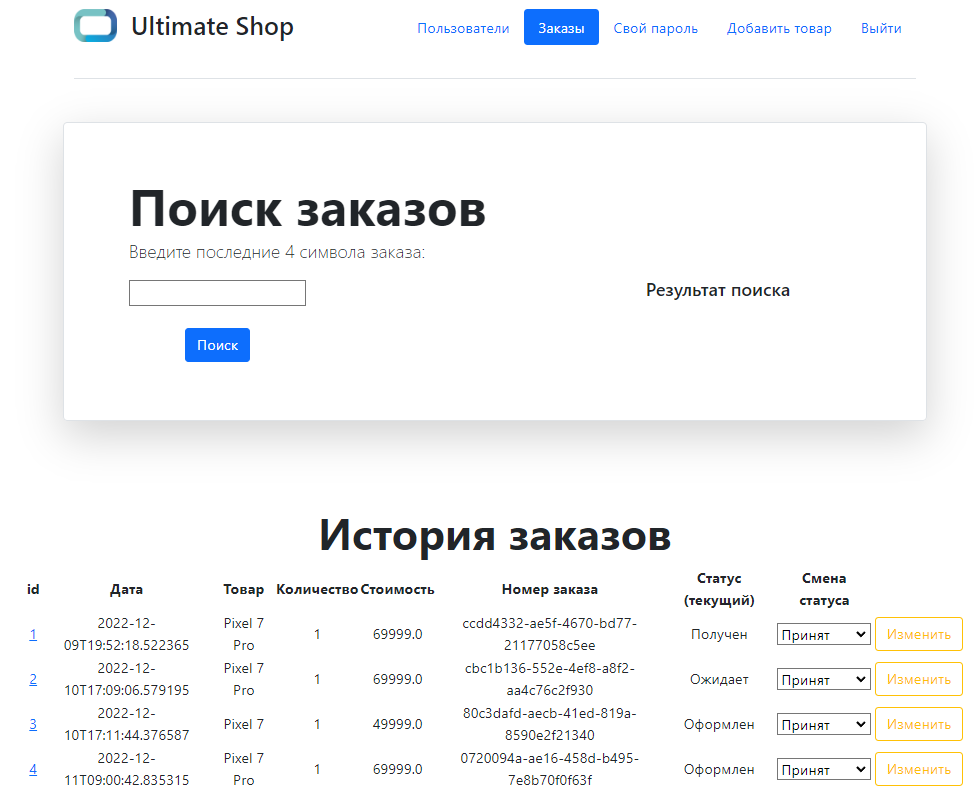 Ultimate Shop
Пользователи Заказы Свой пароль Добавить товар Выйти
Поиск заказов
Введите последние 4 символа заказа:
Результат поиска
Поиск
История заказов
id Дата Товар Количество Стоимость Номер заказа Статус (текущий) Смена статуса
1 2022-12-09T19:52:18.522365 Pixel 7 Pro 1 69999.0 ccdd4332-ae5f-4670-bd77-21177058c5ee Получен Принят Изменить
2 2022-12-10T17:09:06.579195 Pixel 7 Pro 1 69999.0 cbc1b136-552e-4ef8-a8f2-aa4c76c2f930 Ожидает Принят Изменить
3 2022-12-10T17:11:44.376587 Pixel 7 1 49999.0 80c3dafd-aecb-41ed-819a-8590e2f21340 Оформлен Принят Изменить
4 2022-12-11T09:00:42.835315 Pixel 7 Pro 1 69999.0 0720094a-ae16-458d-b495-7e8b70f0f63f Оформлен Принят Изменить